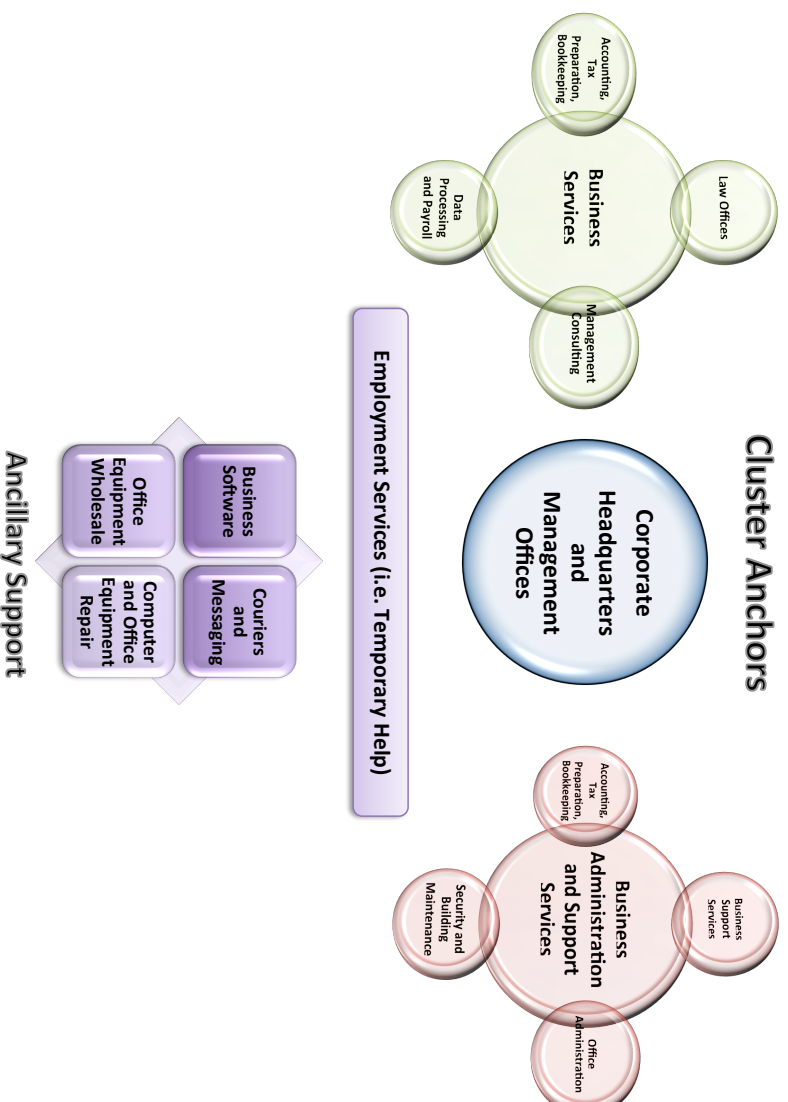 Cluster Anchors
Law Offices
Accounting,
Tax
Preparation,
Bookkeeping
Business
Services
Management
Consulting
Data
Processing
and Payroll
Corporate
Headquarters
and
Management
Offices
Business
Support
Services
Accounting,
Tax
Preparation,
Bookkeeping
Business
Administration
and Support
Services
Office
Administration
Security and
Building
Maintenance
Employment Services (i.e. Temporary Help)
Business
Software
Couriers
and
Messaging
Office
Equipment
Wholesale
Computer
and Office
Equipment
Repair
Ancillary Support